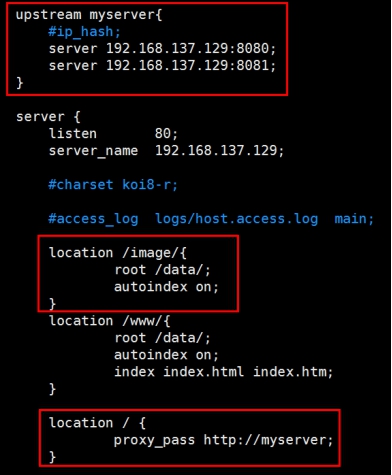 upstream myserver{
#ip_hash;
server 192.168.137.129:8080;
server 192.168.137.129:8081;
}
server {
listen 80;
server_name 192.168.137.129;
#charset koi8-r;
#access_log logs/host.access.log main;
location /image/{
root /data/;
autoindex on;
}
location /www/{
root /data/;
autoindex on;
index index.html index.htm;
}
location / {
proxy_pass http://myserver;
}